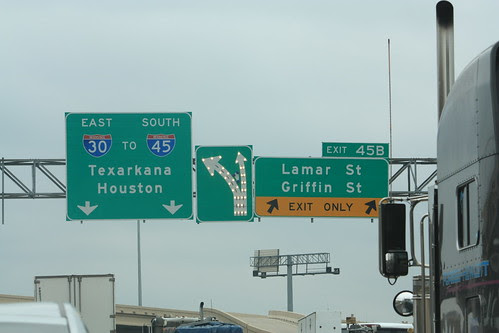 EAST SOUTH
30 TO 45
Texarkana
Houston
EXIT 45B
Lamar St
Griffin St
EXIT ONLY